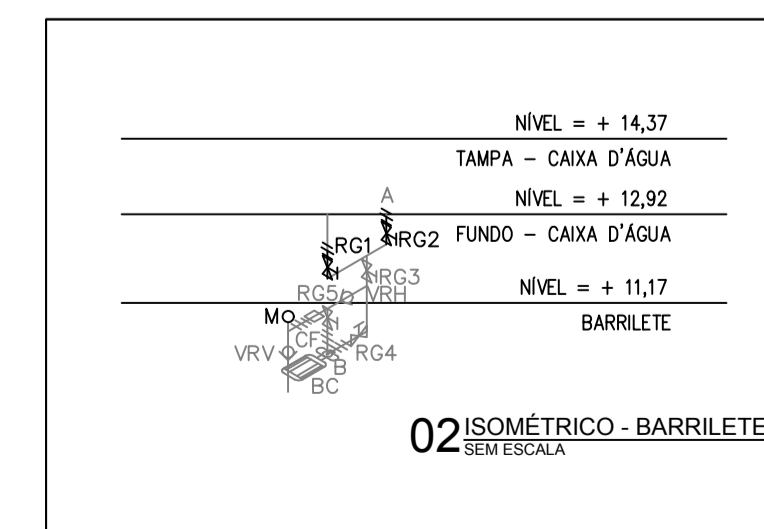 NÍVEL = + 14,37
TAMPA – CAIXA D'ÁGUA
A
NÍVEL = + 12,92
RG1
RG2
FUNDO – CAIXA D'ÁGUA
RG3
NÍVEL = + 11,17
RG5
VRH
M
BARRILETE
CF
VRV
RG4
B
BC
02 ISOMÉTRICO - BARRILETE
SEM ESCALA